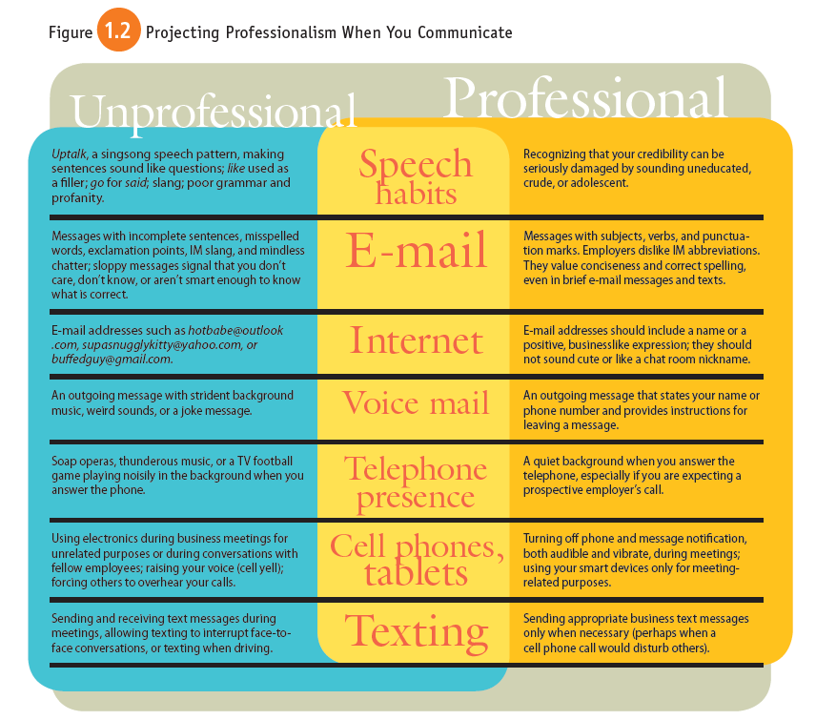 Figure 1.2 Projecting Professionalism When You Communicate
Unprofessional
Professional
Uptalk, a singsong speech pattern, making
sentences sound like questions; like used as
a filler; go for said; slang; poor grammar and
profanity.
Speech
habits
Recognizing that your credibility can be
seriously damaged by sounding uneducated,
crude, or adolescent.
Messages with incomplete sentences, misspelled
words, exclamation points, IM slang, and mindless
chatter; sloppy messages signal that you don't
care, don't know, or aren't smart enough to know
what is correct.
E-mail
Messages with subjects, verbs, and punctua-
tion marks. Employers dislike IM abbreviations.
They value conciseness and correct spelling,
even in brief e-mail messages and texts.
E-mail addresses such as hotbabe@outlook
.com, supasnugglykitty@yahoo.com, or
buffedguy@gmail.com.
Internet
E-mail addresses should include a name or a
positive, businesslike expression; they should
not sound cute or like a chat room nickname.
An outgoing message with strident background
music, weird sounds, or a joke message.
Voice mail
An outgoing message that states your name or
phone number and provides instructions for
leaving a message.
Soap operas, thunderous music, or a TV football
game playing noisily in the background when you
answer the phone.
Telephone
presence
A quiet background when you answer the
telephone, especially if you are expecting a
prospective employer's call.
Using electronics during business meetings for
unrelated purposes or during conversations with
fellow employees; raising your voice (cell yell);
forcing others to overhear your calls.
Cell phones,
tablets
Turning off phone and message notification,
both audible and vibrate, during meetings;
using your smart devices only for meeting-
related purposes.
Sending and receiving text messages during
meetings, allowing texting to interrupt face-to-
face conversations, or texting when driving.
Texting
Sending appropriate business text messages
only when necessary (perhaps when a
cell phone call would disturb others).